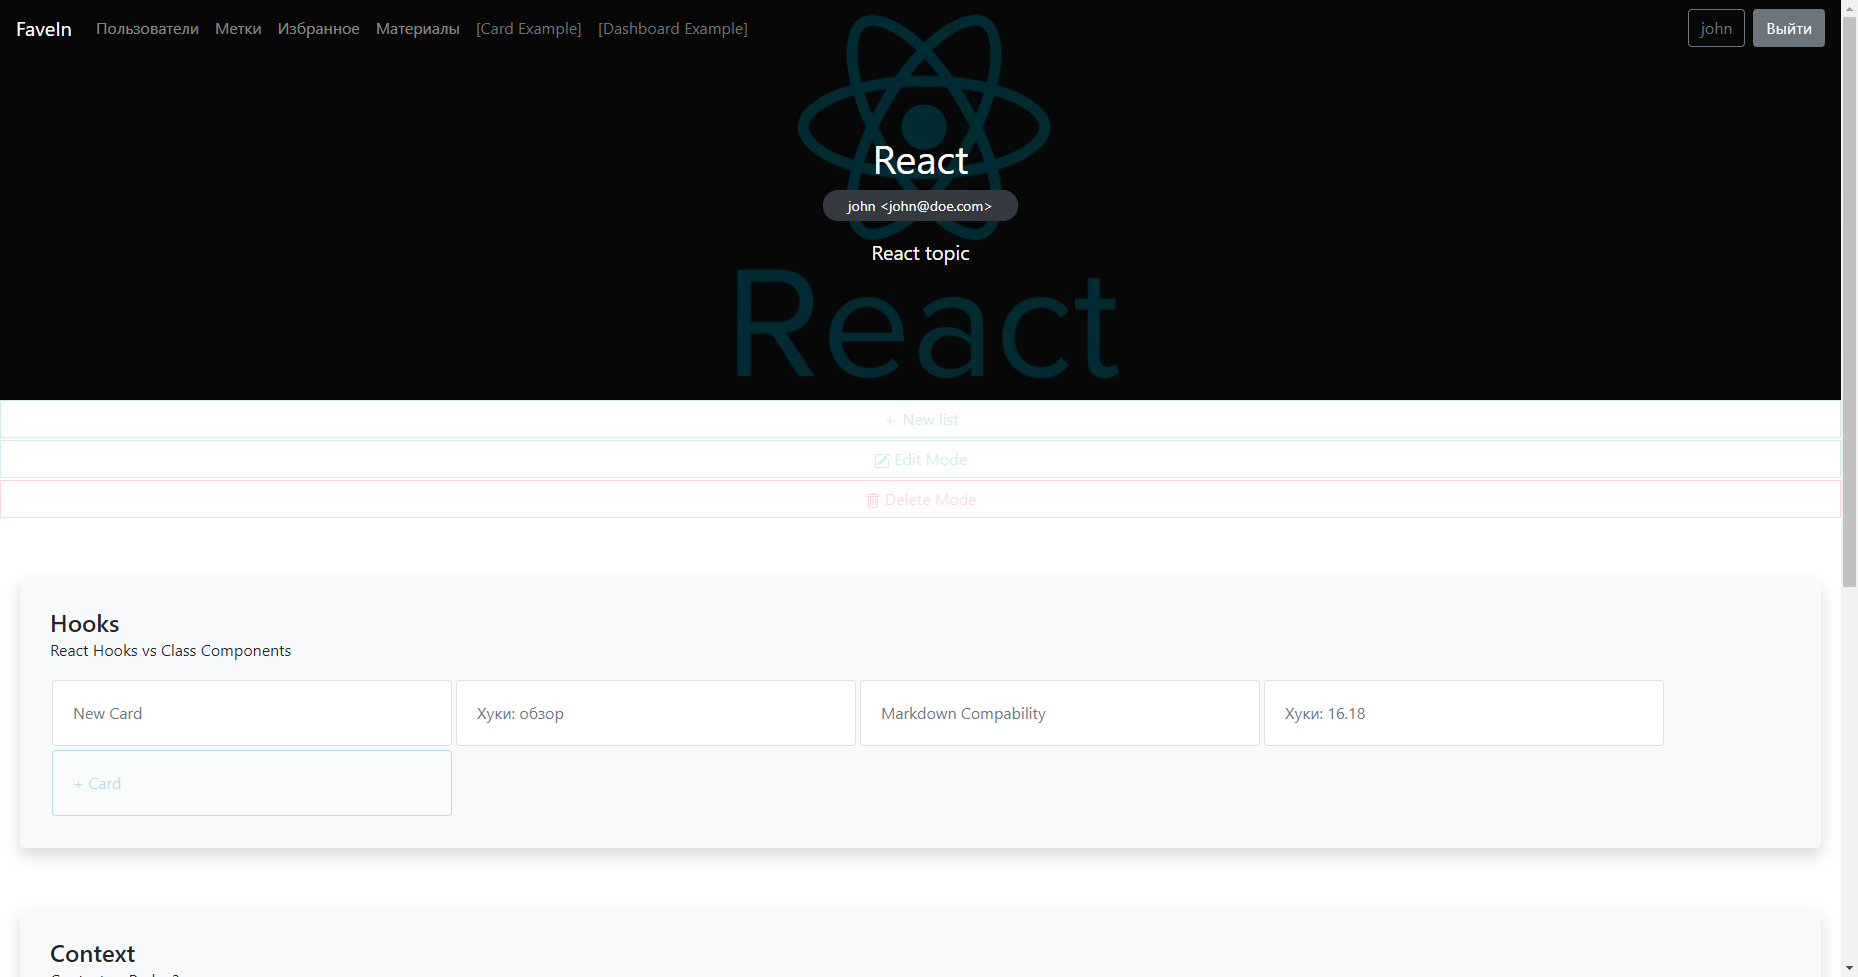 FaveIn Пользователи Метки Избранное Материалы [Card Example] [Dashboard Example] john Выйти
React
john <john@doe.com>
React topic
React
+ New list
Edit Mode
Delete Mode
Hooks
React Hooks vs Class Components
New Card Хуки: обзор Markdown Compability Хуки: 16.18
+ Card
Context